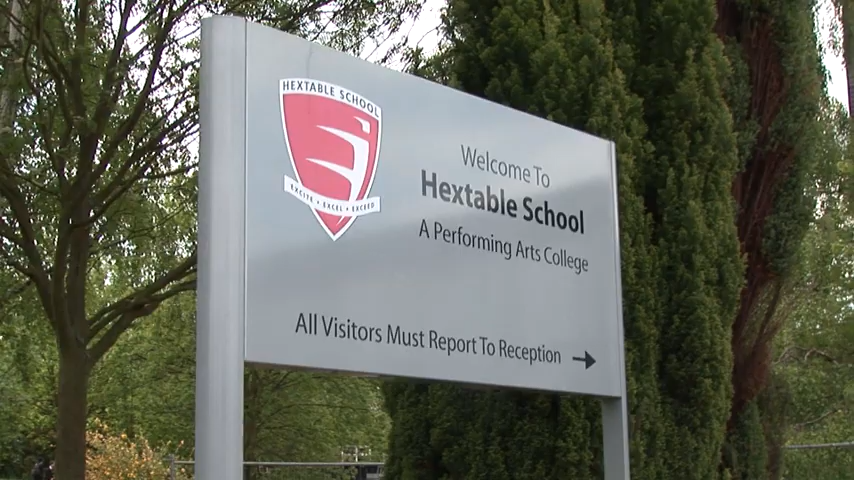 HEXTABLE SCHOOL
EXCITE • EXCEL • EXCEED
Welcome To
Hextable School
A Performing Arts College
All Visitors Must Report To Reception →